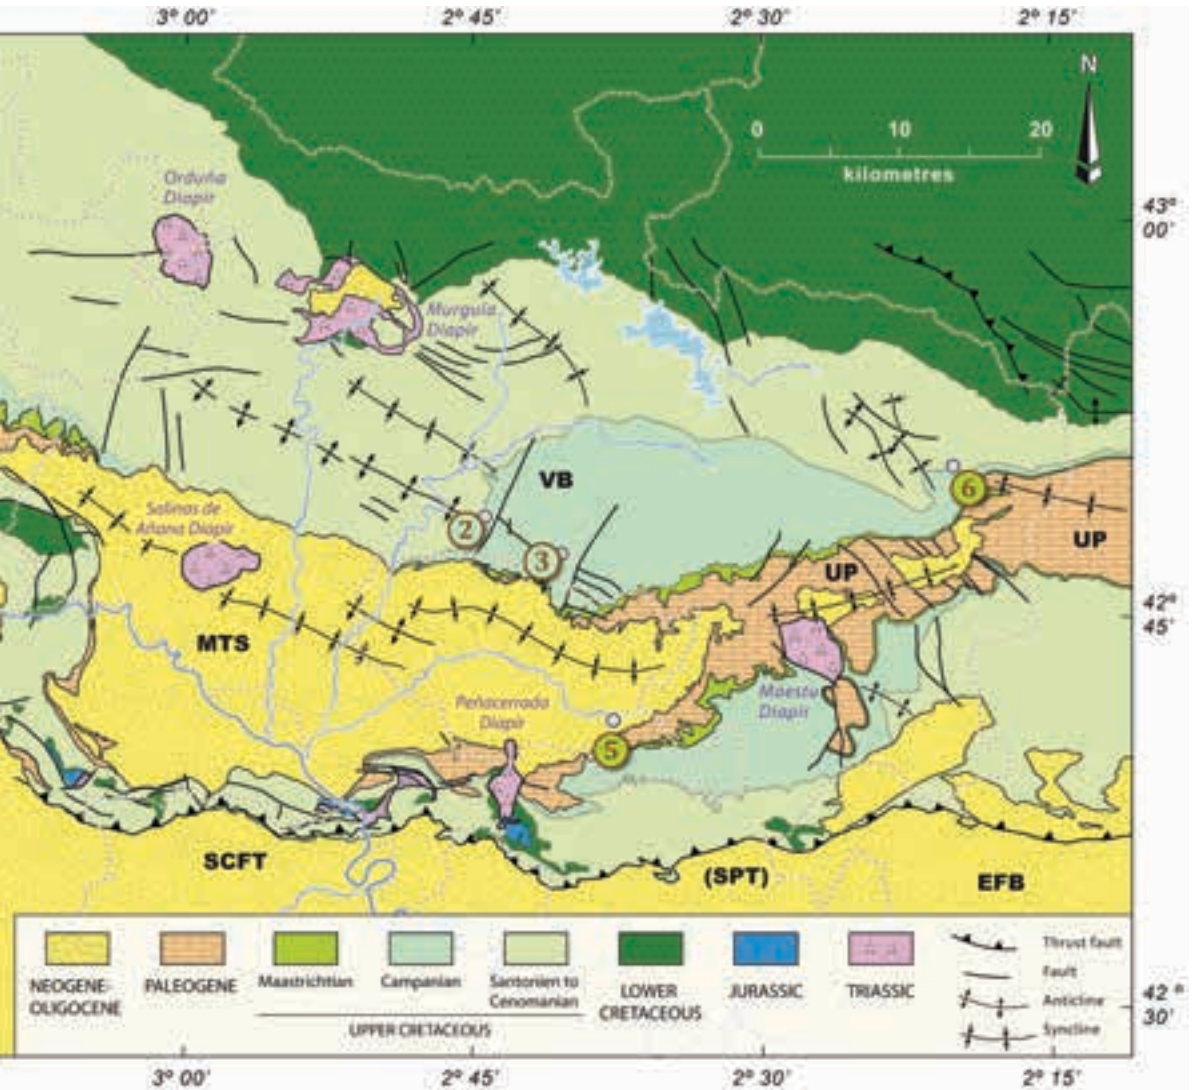 3° 00'
2° 45'
2° 30'
2° 15'
N
0 10 20
kilometres
Orduña
Diapir
43°
00'
Murguia
Diapir
VB
6
2
Salinas de
Añana Diapir
3
UP
UP
42°
45'
MTS
Peñacerrada
Diapir
Maestu
Diapir
5
SCFT
(SPT)
EFB
NEOGENE-
OLIGOCENE
PALEOGENE
Maastrichtian
Campanian
Santonien to
Cenomanian
UPPER CRETACEOUS
LOWER
CRETACEOUS
JURASSIC
TRIASSIC
Thrust fault
Fault
Anticline
Syncline
42°
30'
3° 00'
2° 45'
2° 30'
2° 15'